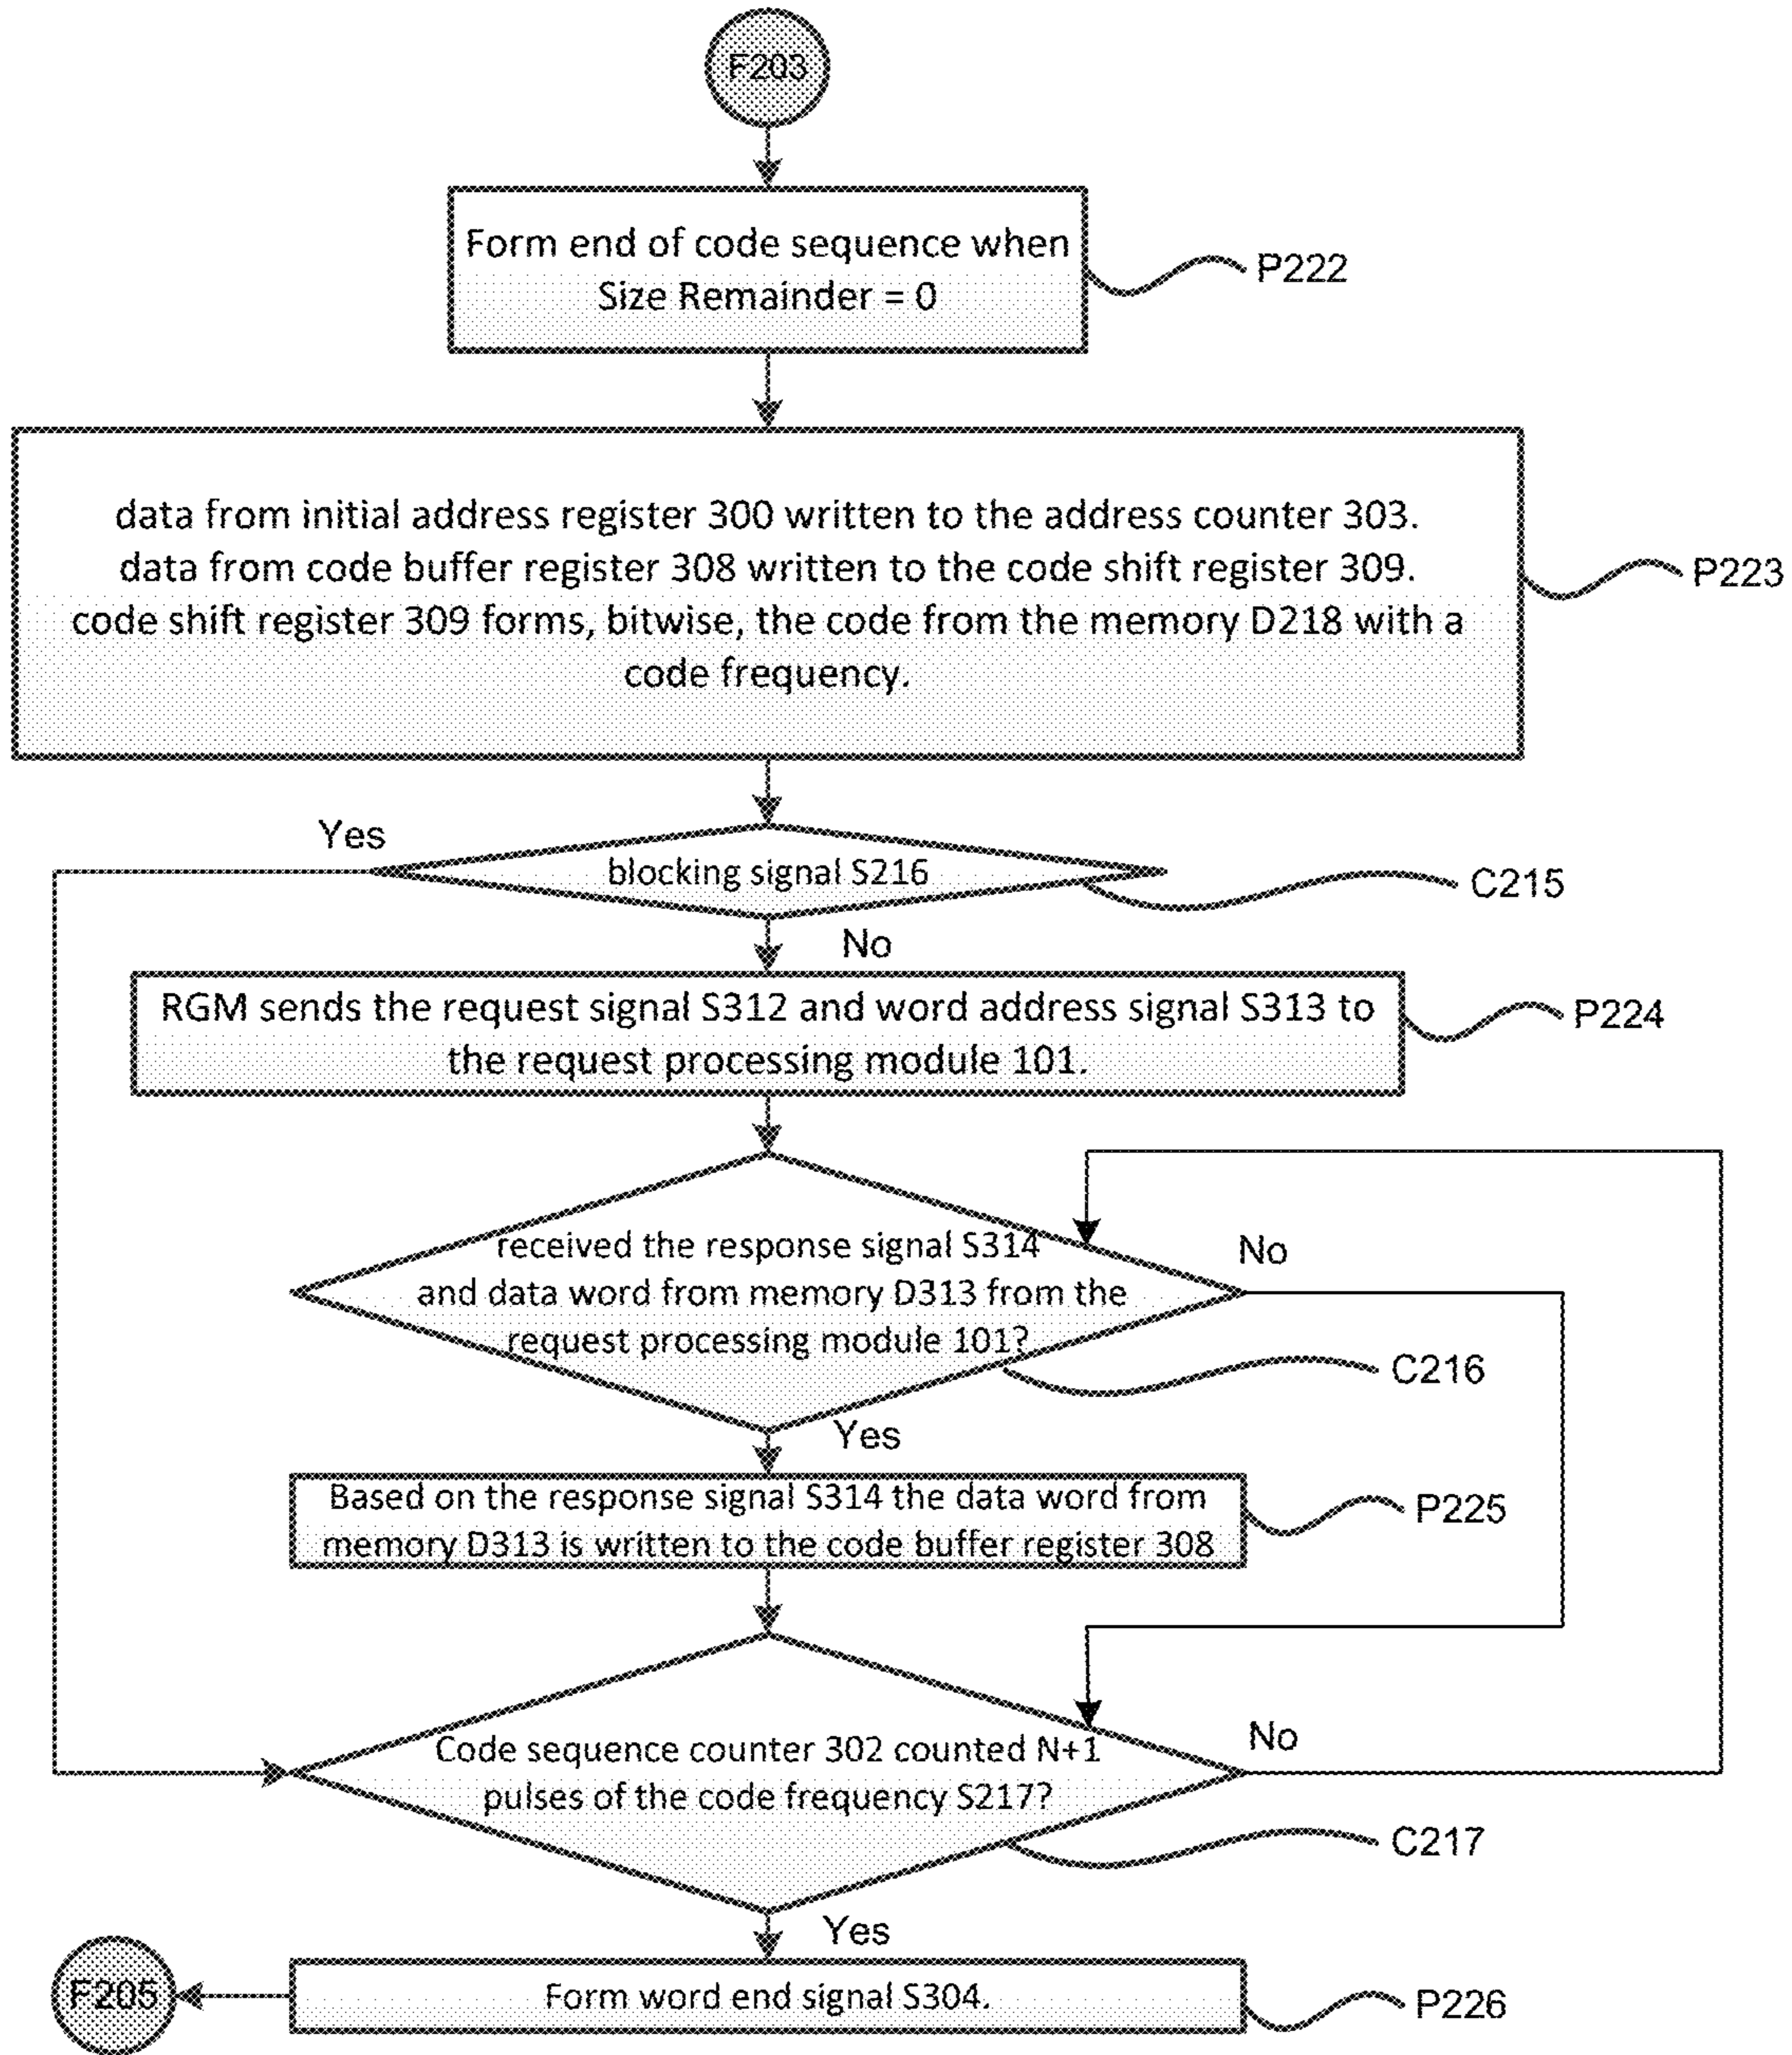 F203
Form end of code sequence when
Size Remainder = 0
P222
data from initial address register 300 written to the address counter 303.
data from code buffer register 308 written to the code shift register 309.
code shift register 309 forms, bitwise, the code from the memory D218 with a
code frequency.
P223
Yes
blocking signal S216
C215
No
RGM sends the request signal S312 and word address signal S313 to
the request processing module 101.
P224
received the response signal S314
and data word from memory D313 from the
request processing module 101?
No
C216
Yes
Based on the response signal S314 the data word from
memory D313 is written to the code buffer register 308
P225
Code sequence counter 302 counted N+1
pulses of the code frequency S217?
No
C217
Yes
F205
Form word end signal S304.
P226